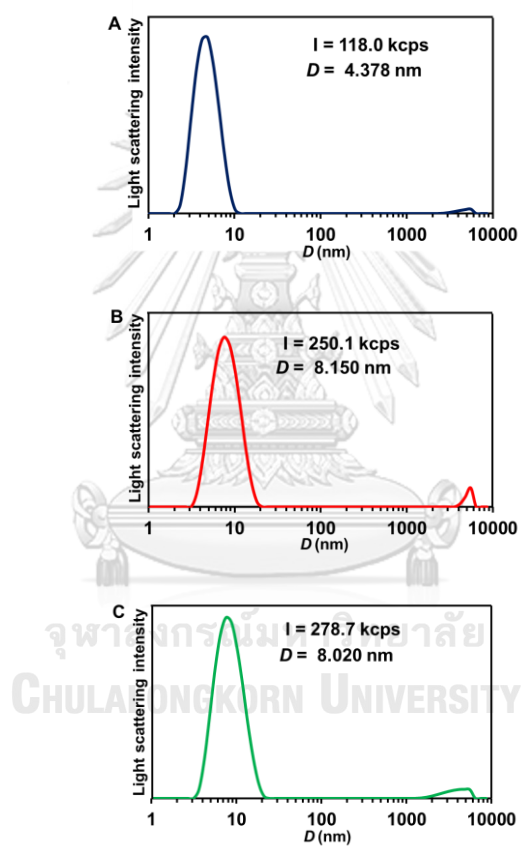 A
Light scattering intensity
I = 118.0 kcps
D = 4.378 nm
1 10 100 1000 10000
D (nm)
B
Light scattering intensity
I = 250.1 kcps
D = 8.150 nm
1 10 100 1000 10000
D (nm)
C
Light scattering intensity
I = 278.7 kcps
D = 8.020 nm
จุฬาลงกรณ์มหาวิทยาลัย
CHULALONGKORN UNIVERSITY
1 10 100 1000 10000
D (nm)